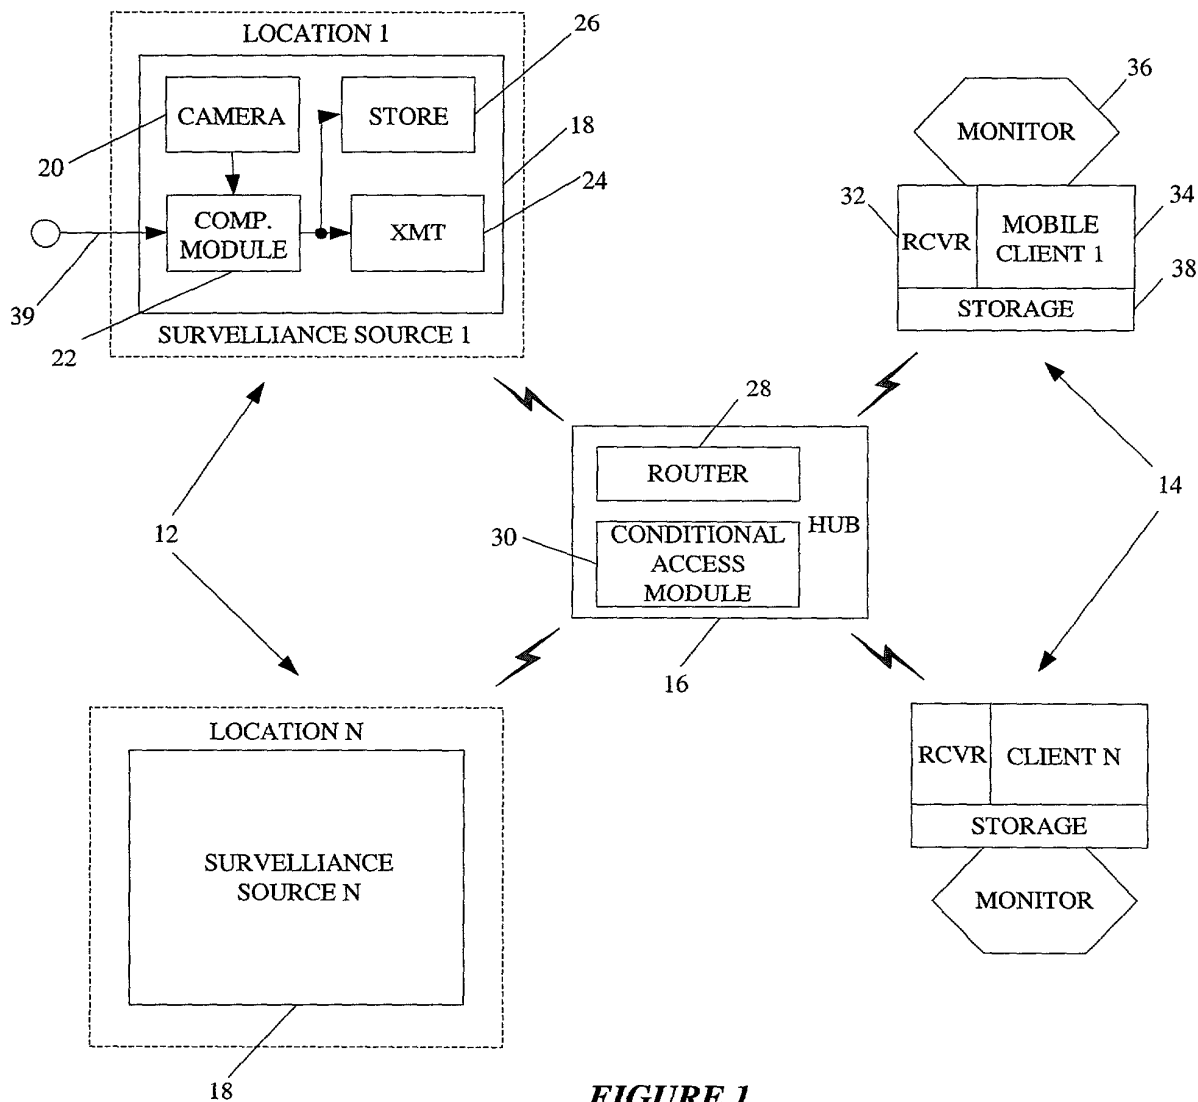 LOCATION 1
26
CAMERA
STORE
18
20
24
COMP.
MODULE
XMT
39
22
SURVELLIANCE SOURCE 1
36
MONITOR
32
34
RCVR
MOBILE
CLIENT 1
38
STORAGE
28
ROUTER
HUB
30
CONDITIONAL
ACCESS
MODULE
12
14
16
LOCATION N
SURVELLIANCE
SOURCE N
18
RCVR
CLIENT N
STORAGE
MONITOR
FIGURE 1